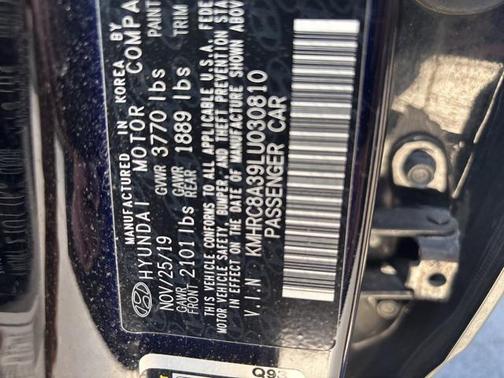 MANUFACTURED IN KOREA BY
HYUNDAI MOTOR COMPA
NOV/25/19 GVWR 3770 lbs PAINT
GAWR FRONT 2101 lbs GAWR REAR 1889 lbs TRIM
THIS VEHICLE CONFORMS TO ALL APPLICABLE U.S.A. FEDE
MOTOR VEHICLE SAFETY, BUMPER, AND THEFT PREVENTION STA
IN EFFECT ON THE DATE OF MANUFACTURE SHOWN ABOV
V.I.N : KMHRC8A39LU030810
PASSENGER CAR
Q93